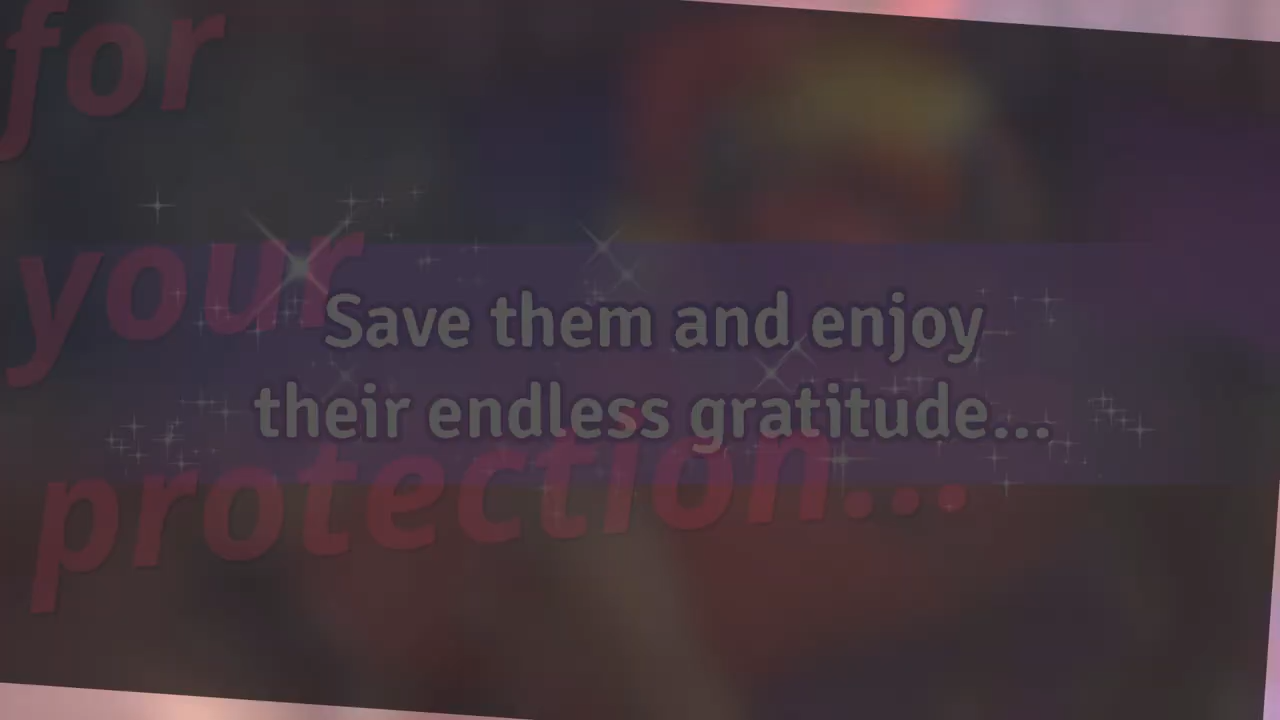 for
your
protection...
Save them and enjoy
their endless gratitude...